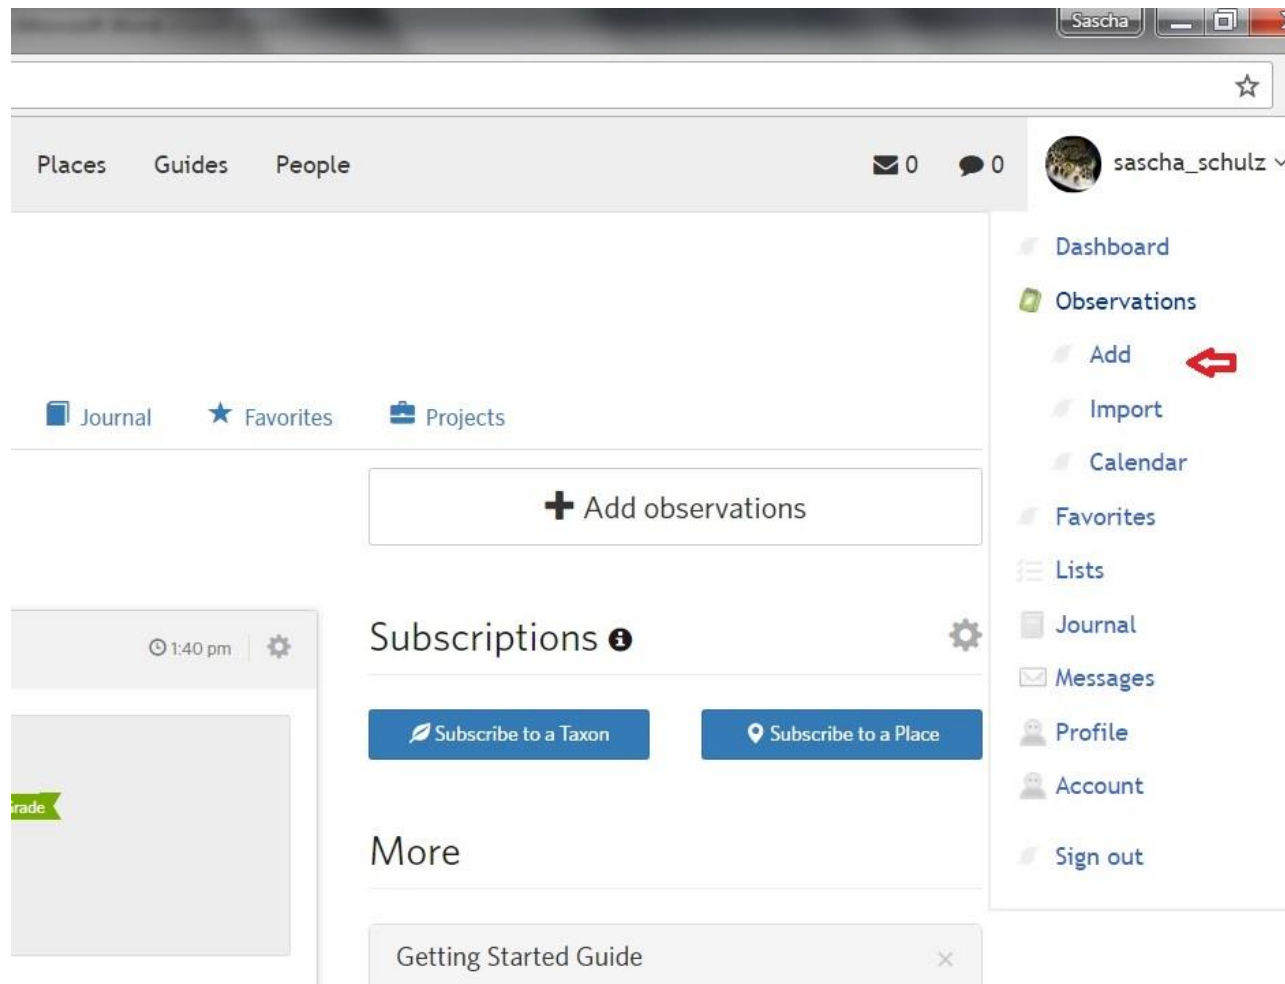 Sascha
Places Guides People 0 0 sascha_schulz
Dashboard
Observations
Add
Import
Calendar
Favorites
Lists
Journal
Messages
Profile
Account
Sign out
Journal Favorites Projects
Add observations
1:40 pm
Subscriptions
Subscribe to a Taxon Subscribe to a Place
rade
More
Getting Started Guide